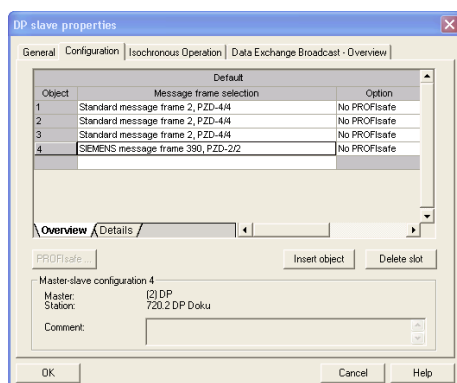 DP slave properties
General Configuration Isochronous Operation Data Exchange Broadcast - Overview
Default
Object Message frame selection Option
1 Standard message frame 2, PZD-4/4 No PROFIsafe
2 Standard message frame 2, PZD-4/4 No PROFIsafe
3 Standard message frame 2, PZD-4/4 No PROFIsafe
4 SIEMENS message frame 390, PZD-2/2 No PROFIsafe
Overview Details
PROFIsafe ... Insert object Delete slot
Master-slave configuration 4
Master: (2) DP
Station: 720.2 DP Doku
Comment:
OK Cancel Help